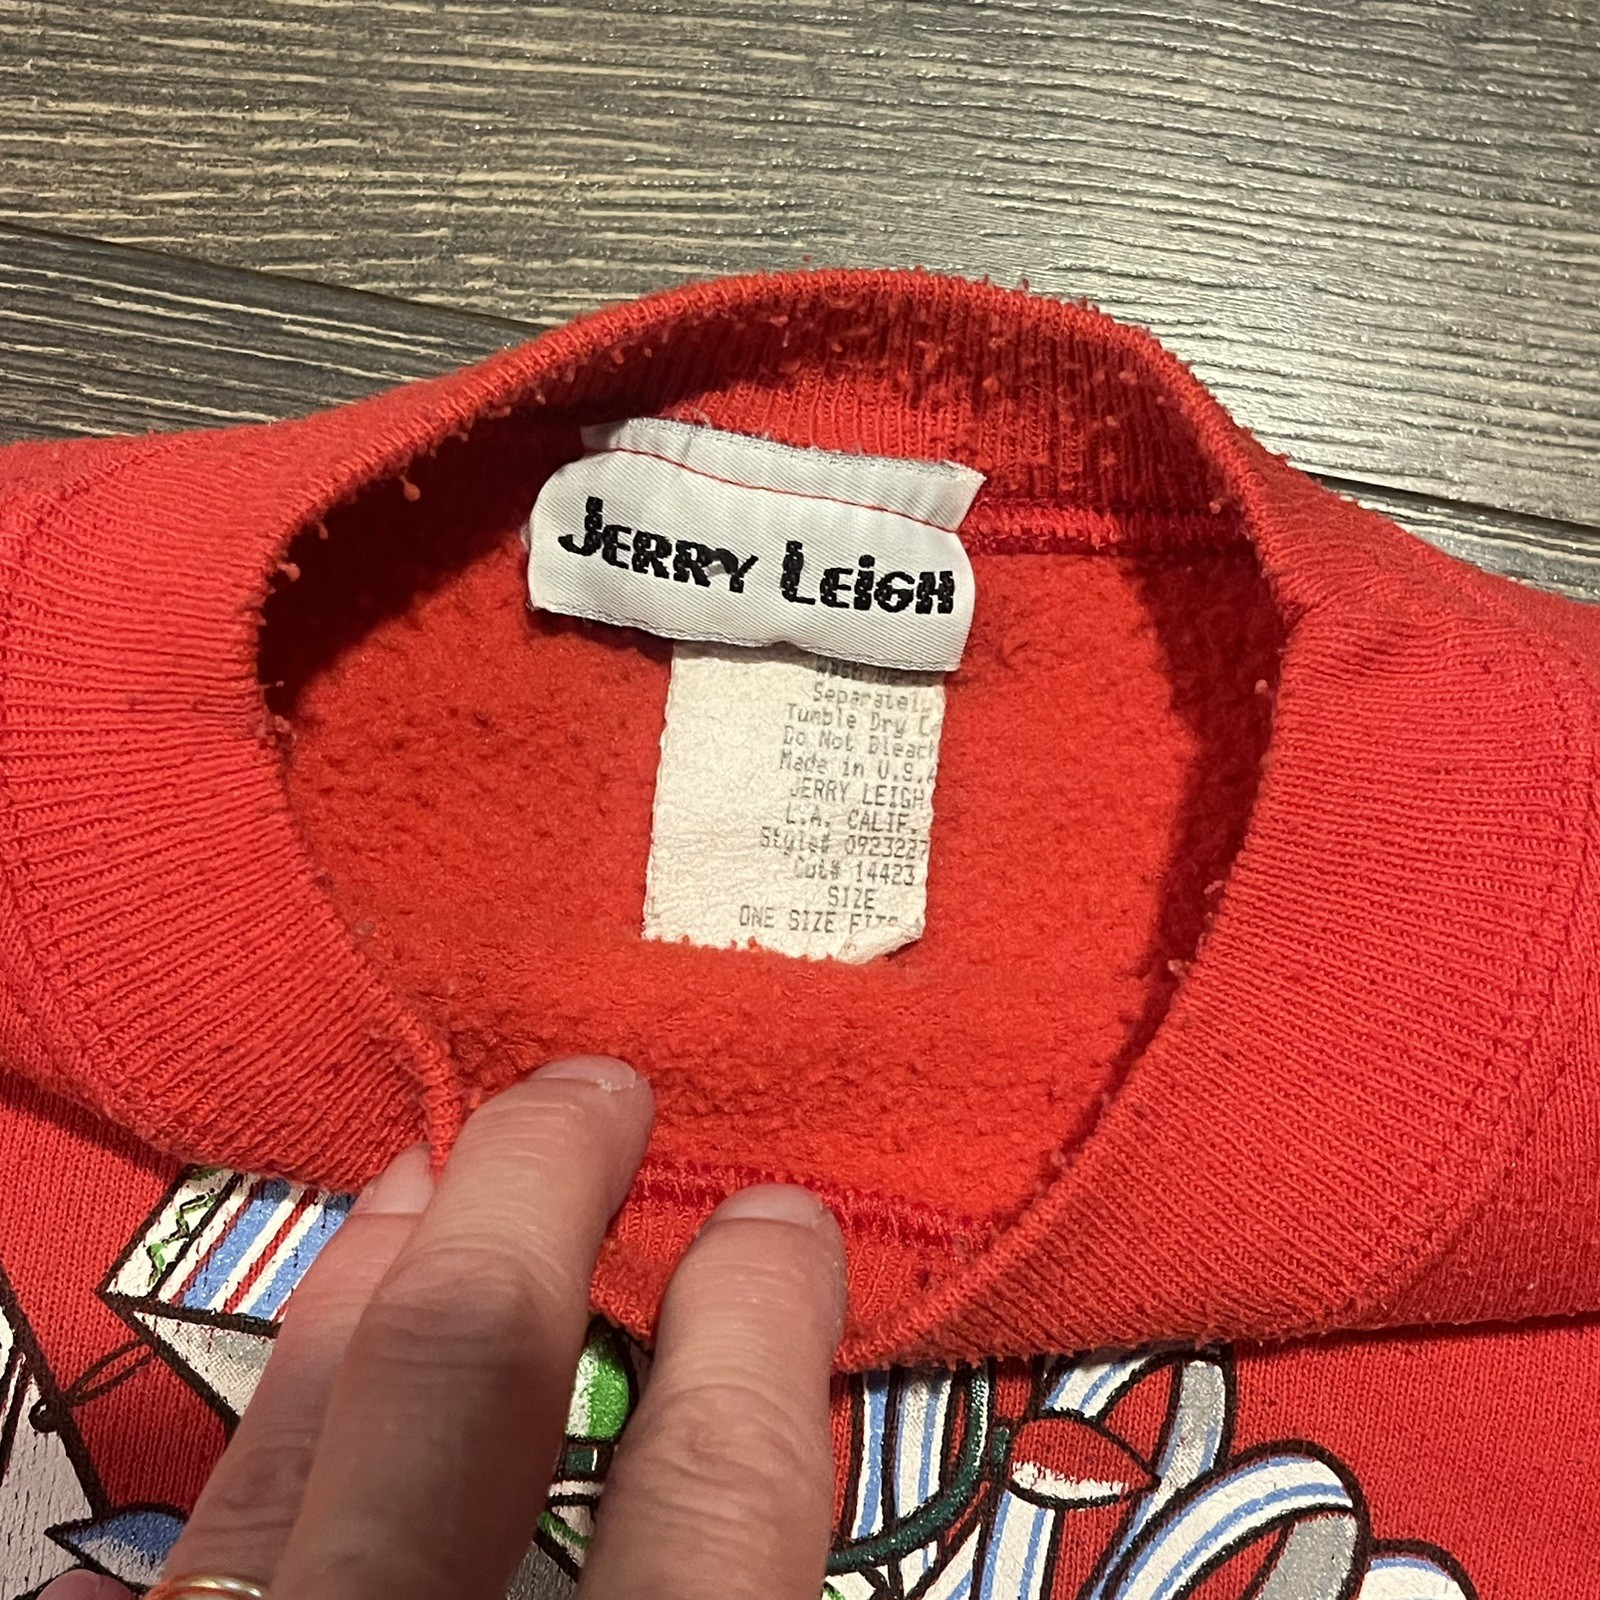 JERRY LEIGH
Separatel
Tumble Dry
Do Not Bleach
Made in U.S.A
JERRY LEIGH
L.A. CALIF.
Style# 0923227
Cut# 14423
SIZE
ONE SIZE FITS